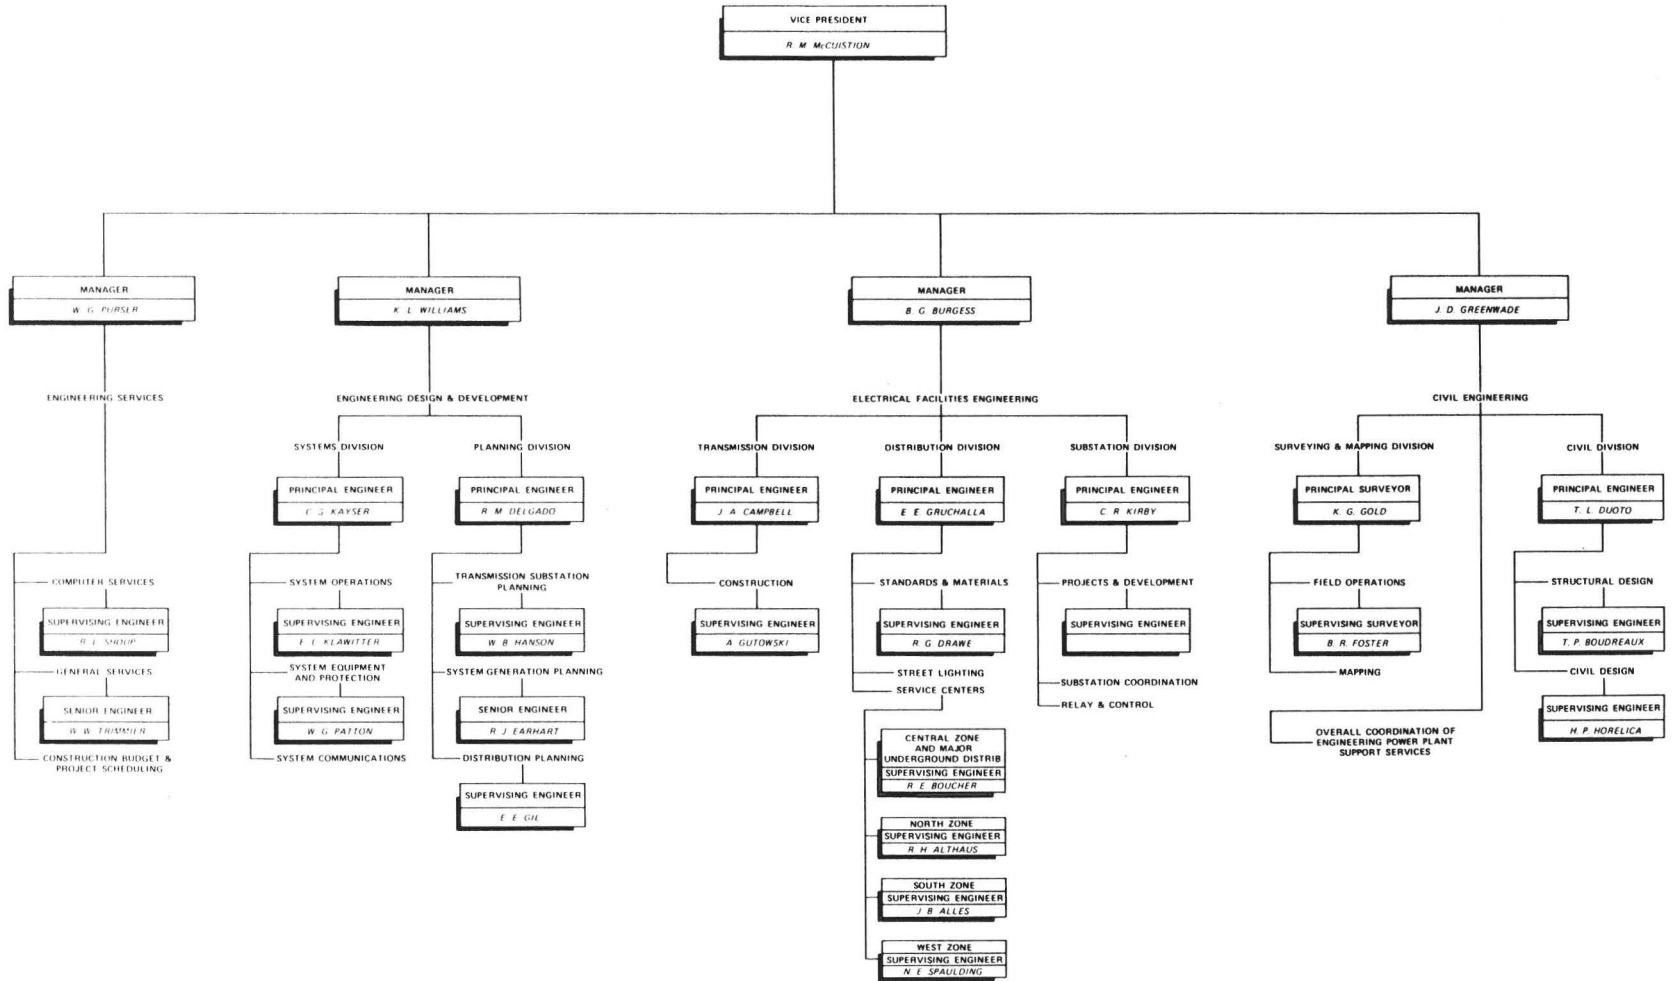 VICE PRESIDENT
R. M. McCUISTION
MANAGER
W. G. PURSER
ENGINEERING SERVICES
COMPUTER SERVICES
SUPERVISING ENGINEER
R. L. SHOUP
GENERAL SERVICES
SENIOR ENGINEER
W. W. TRIMMIER
CONSTRUCTION BUDGET &
PROJECT SCHEDULING
MANAGER
K. L. WILLIAMS
ENGINEERING DESIGN & DEVELOPMENT
SYSTEMS DIVISION
PRINCIPAL ENGINEER
KAYSER
SYSTEM OPERATIONS
SUPERVISING ENGINEER
KLAWITTER
SYSTEM EQUIPMENT
AND PROTECTION
SUPERVISING ENGINEER
W. G. PATTON
SYSTEM COMMUNICATIONS
PLANNING DIVISION
PRINCIPAL ENGINEER
R. M. DELGADO
TRANSMISSION SUBSTATION
PLANNING
SUPERVISING ENGINEER
W. B. HANSON
SYSTEM GENERATION PLANNING
SENIOR ENGINEER
R. J. EARHART
DISTRIBUTION PLANNING
SUPERVISING ENGINEER
E. E. GIL
MANAGER
B. G. BURGESS
ELECTRICAL FACILITIES ENGINEERING
TRANSMISSION DIVISION
PRINCIPAL ENGINEER
J. A. CAMPBELL
CONSTRUCTION
SUPERVISING ENGINEER
A. GUTOWSKI
DISTRIBUTION DIVISION
PRINCIPAL ENGINEER
E. E. GRUCHALLA
STANDARDS & MATERIALS
SUPERVISING ENGINEER
R. G. DRAWE
STREET LIGHTING
SERVICE CENTERS
CENTRAL ZONE
AND MAJOR
UNDERGROUND DISTRIB
SUPERVISING ENGINEER
R. E. BOUCHER
NORTH ZONE
SUPERVISING ENGINEER
R. H. ALTHAUS
SOUTH ZONE
SUPERVISING ENGINEER
J. B. ALLES
WEST ZONE
SUPERVISING ENGINEER
N. E. SPAULDING
SUBSTATION DIVISION
PRINCIPAL ENGINEER
C. R. KIRBY
PROJECTS & DEVELOPMENT
SUPERVISING ENGINEER
SUBSTATION COORDINATION
RELAY & CONTROL
MANAGER
J. D. GREENWADE
CIVIL ENGINEERING
SURVEYING & MAPPING DIVISION
PRINCIPAL SURVEYOR
K. G. GOLD
FIELD OPERATIONS
SUPERVISING SURVEYOR
B. R. FOSTER
MAPPING
OVERALL COORDINATION OF
ENGINEERING POWER PLANT
SUPPORT SERVICES
CIVIL DIVISION
PRINCIPAL ENGINEER
T. L. DUOTO
STRUCTURAL DESIGN
SUPERVISING ENGINEER
T. P. BOUDREAUX
CIVIL DESIGN
SUPERVISING ENGINEER
H. P. HORELICA